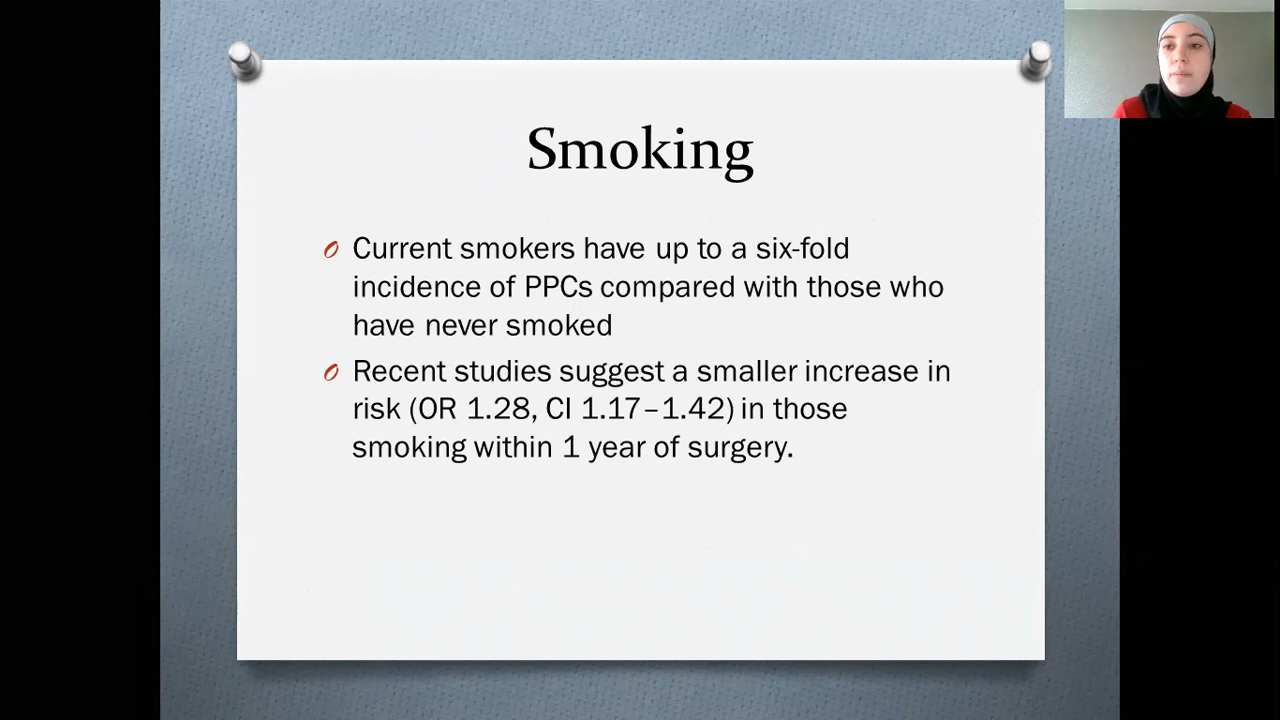 Smoking
Current smokers have up to a six-fold
incidence of PPCs compared with those who
have never smoked
Recent studies suggest a smaller increase in
risk (OR 1.28, CI 1.17–1.42) in those
smoking within 1 year of surgery.